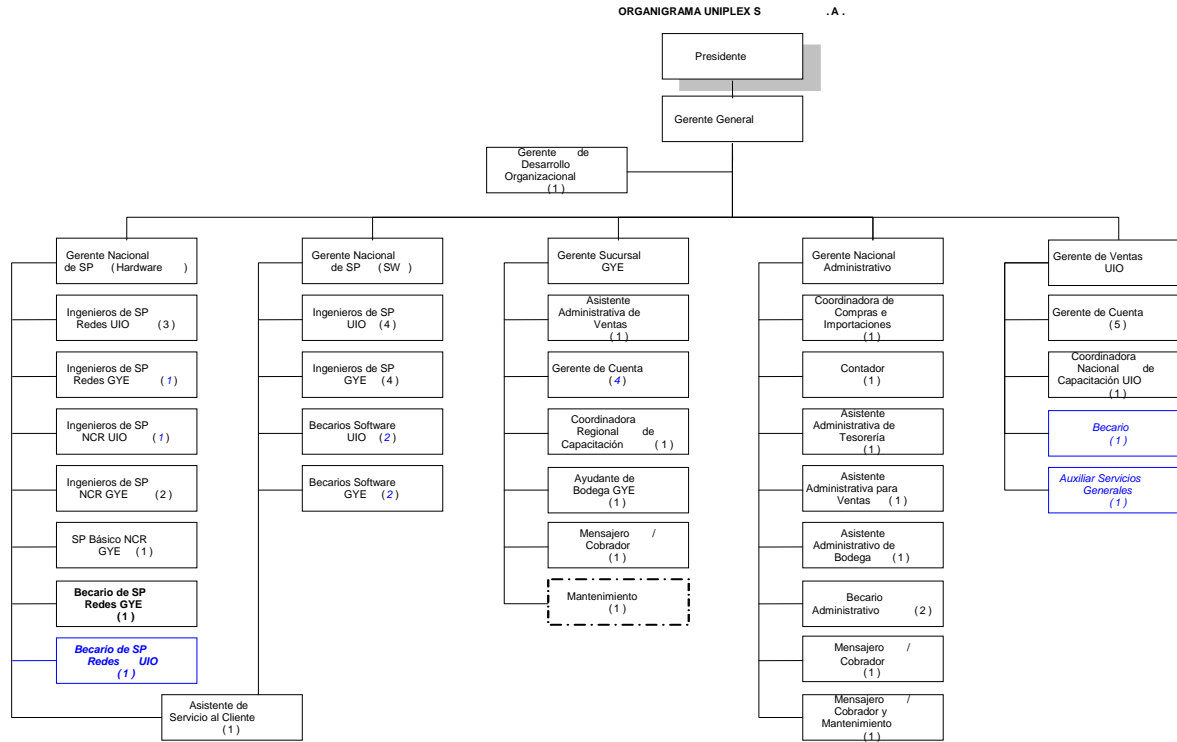 ORGANIGRAMA UNIPLEX S .A.
Presidente
Gerente General
Gerente de
Desarrollo
Organizacional
(1)
Gerente Nacional
de SP (Hardware )
Ingenieros de SP
Redes UIO (3)
Ingenieros de SP
Redes GYE (1)
Ingenieros de SP
NCR UIO (1)
Ingenieros de SP
NCR GYE (2)
SP Básico NCR
GYE (1)
Becario de SP
Redes GYE
(1)
Becario de SP
Redes UIO
(1)
Asistente de
Servicio al Cliente
(1)
Gerente Nacional
de SP (SW )
Ingenieros de SP
UIO (4)
Ingenieros de SP
GYE (4)
Becarios Software
UIO (2)
Becarios Software
GYE (2)
Gerente Sucursal
GYE
Asistente
Administrativa de
Ventas
(1)
Gerente de Cuenta
(4)
Coordinadora
Regional de
Capacitación (1)
Ayudante de
Bodega GYE
(1)
Mensajero /
Cobrador
(1)
Mantenimiento
(1)
Gerente Nacional
Administrativo
Coordinadora de
Compras e
Importaciones
(1)
Contador
(1)
Asistente
Administrativa de
Tesorería
(1)
Asistente
Administrativa para
Ventas (1)
Asistente
Administrativo de
Bodega (1)
Becario
Administrativo (2)
Mensajero /
Cobrador
(1)
Mensajero /
Cobrador y
Mantenimiento
(1)
Gerente de Ventas
UIO
Gerente de Cuenta
(5)
Coordinadora
Nacional de
Capacitación UIO
(1)
Becario
(1)
Auxiliar Servicios
Generales
(1)